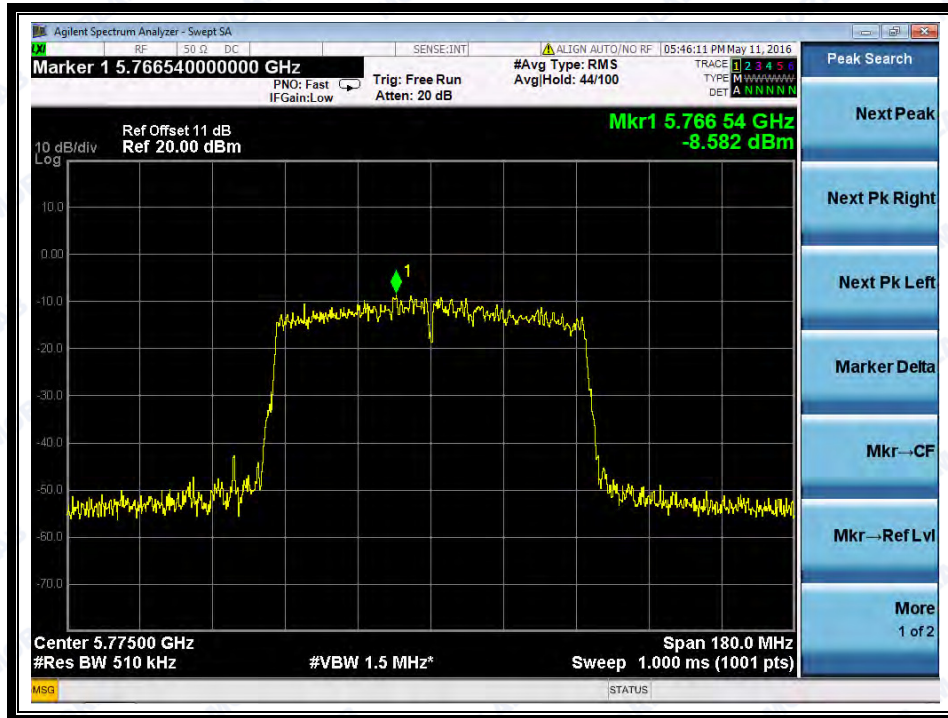 Agilent Spectrum Analyzer - Swept SA
LXI RF 50 Ω DC SENSE:INT ALIGN AUTO/NO RF 05:46:11 PM May 11, 2016
Marker 1 5.766540000000 GHz
PNO: Fast
IFGain:Low
Trig: Free Run
Atten: 20 dB
#Avg Type: RMS
Avg|Hold: 44/100
TRACE 1 2 3 4 5 6
TYPE M WWWWW
DET A N N N N N
Peak Search
Mkr1 5.766 54 GHz
-8.582 dBm
Ref Offset 11 dB
10 dB/div Ref 20.00 dBm
Log
10.0
0.00
-10.0
-20.0
-30.0
-40.0
-50.0
-60.0
-70.0
1
Center 5.77500 GHz
Span 180.0 MHz
#Res BW 510 kHz
#VBW 1.5 MHz*
Sweep 1.000 ms (1001 pts)
Next Peak
Next Pk Right
Next Pk Left
Marker Delta
Mkr→CF
Mkr→Ref Lvl
More
1 of 2
MSG
STATUS